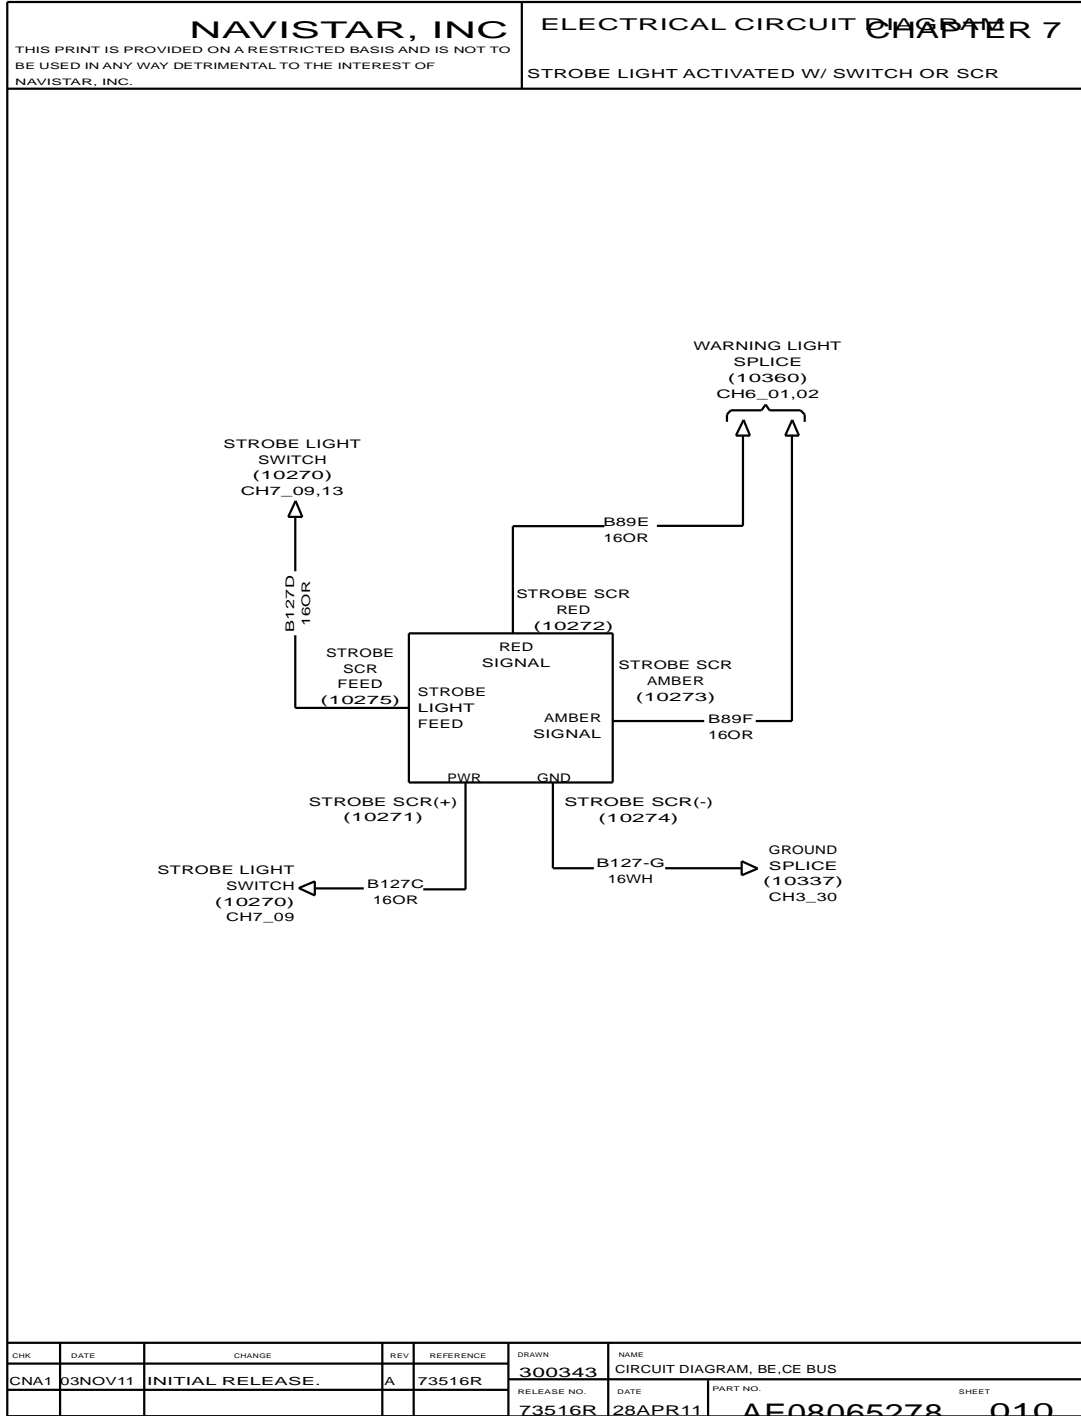 NAVISTAR, INC
THIS PRINT IS PROVIDED ON A RESTRICTED BASIS AND IS NOT TO
BE USED IN ANY WAY DETRIMENTAL TO THE INTEREST OF
NAVISTAR, INC.
ELECTRICAL CIRCUIT DIAGRAM
CHAPTER 7
STROBE LIGHT ACTIVATED W/ SWITCH OR SCR
WARNING LIGHT
SPLICE
(10360)
CH6_01,02
STROBE LIGHT
SWITCH
(10270)
CH7_09,13
B89E
16OR
B127D
16OR
STROBE SCR
RED
(10272)
STROBE
SCR
FEED
(10275)
RED
SIGNAL
STROBE SCR
AMBER
(10273)
STROBE
LIGHT
FEED
AMBER
SIGNAL
B89F
16OR
PWR
GND
STROBE SCR(+)
(10271)
STROBE SCR(-)
(10274)
STROBE LIGHT
SWITCH
(10270)
CH7_09
B127C
16OR
B127-G
16WH
GROUND
SPLICE
(10337)
CH3_30
CHK DATE CHANGE REV REFERENCE
CNA1 03NOV11 INITIAL RELEASE. A 73516R
DRAWN
300343
NAME
CIRCUIT DIAGRAM, BE,CE BUS
RELEASE NO.
73516R
DATE
28APR11
PART NO.
AE08065278
SHEET
010